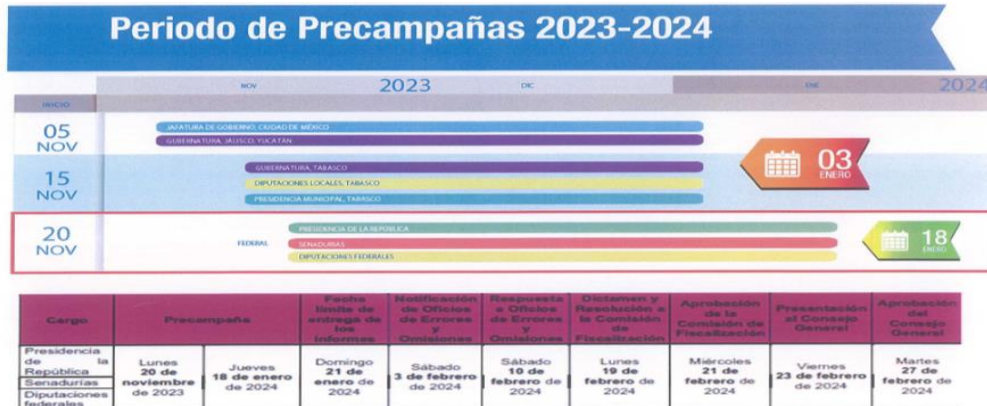 Periodo de Precampañas 2023-2024
NOV 2023 DIC ENE 2024
INICIO
05 NOV
JAFATURA DE GOBIERNO, CIUDAD DE MÉXICO
GUBERNATURA, JALISCO, YUCATÁN
15 NOV
GUBERNATURA, TABASCO
DIPUTACIONES LOCALES, TABASCO
PRESIDENCIA MUNICIPAL, TABASCO
03 ENERO
20 NOV
FEDERAL
PRESIDENCIA DE LA REPÚBLICA
SENADURÍAS
DIPUTACIONES FEDERALES
18 ENERO
Cargo
Precampaña
Fecha
límite de
entrega de
los
informes
Notificación
de Oficios
de Errores
y
Omisiones
Respuesta
a Oficios
de Errores
y
Omisiones
Dictamen y
Resolución a
la Comisión
de
Fiscalización
Aprobación
de la
Comisión de
Fiscalización
Presentación
al Consejo
General
Aprobación
del
Consejo
General
Presidencia
de la
República
Senadurías
Diputaciones
federales
Lunes
20 de
noviembre
de 2023
Jueves
18 de enero
de 2024
Domingo
21 de
enero de
2024
Sábado
3 de febrero
de 2024
Sábado
10 de
febrero de
2024
Lunes
19 de
febrero de
2024
Miércoles
21 de
febrero de
2024
Viernes
23 de febrero
de 2024
Martes
27 de
febrero de
2024